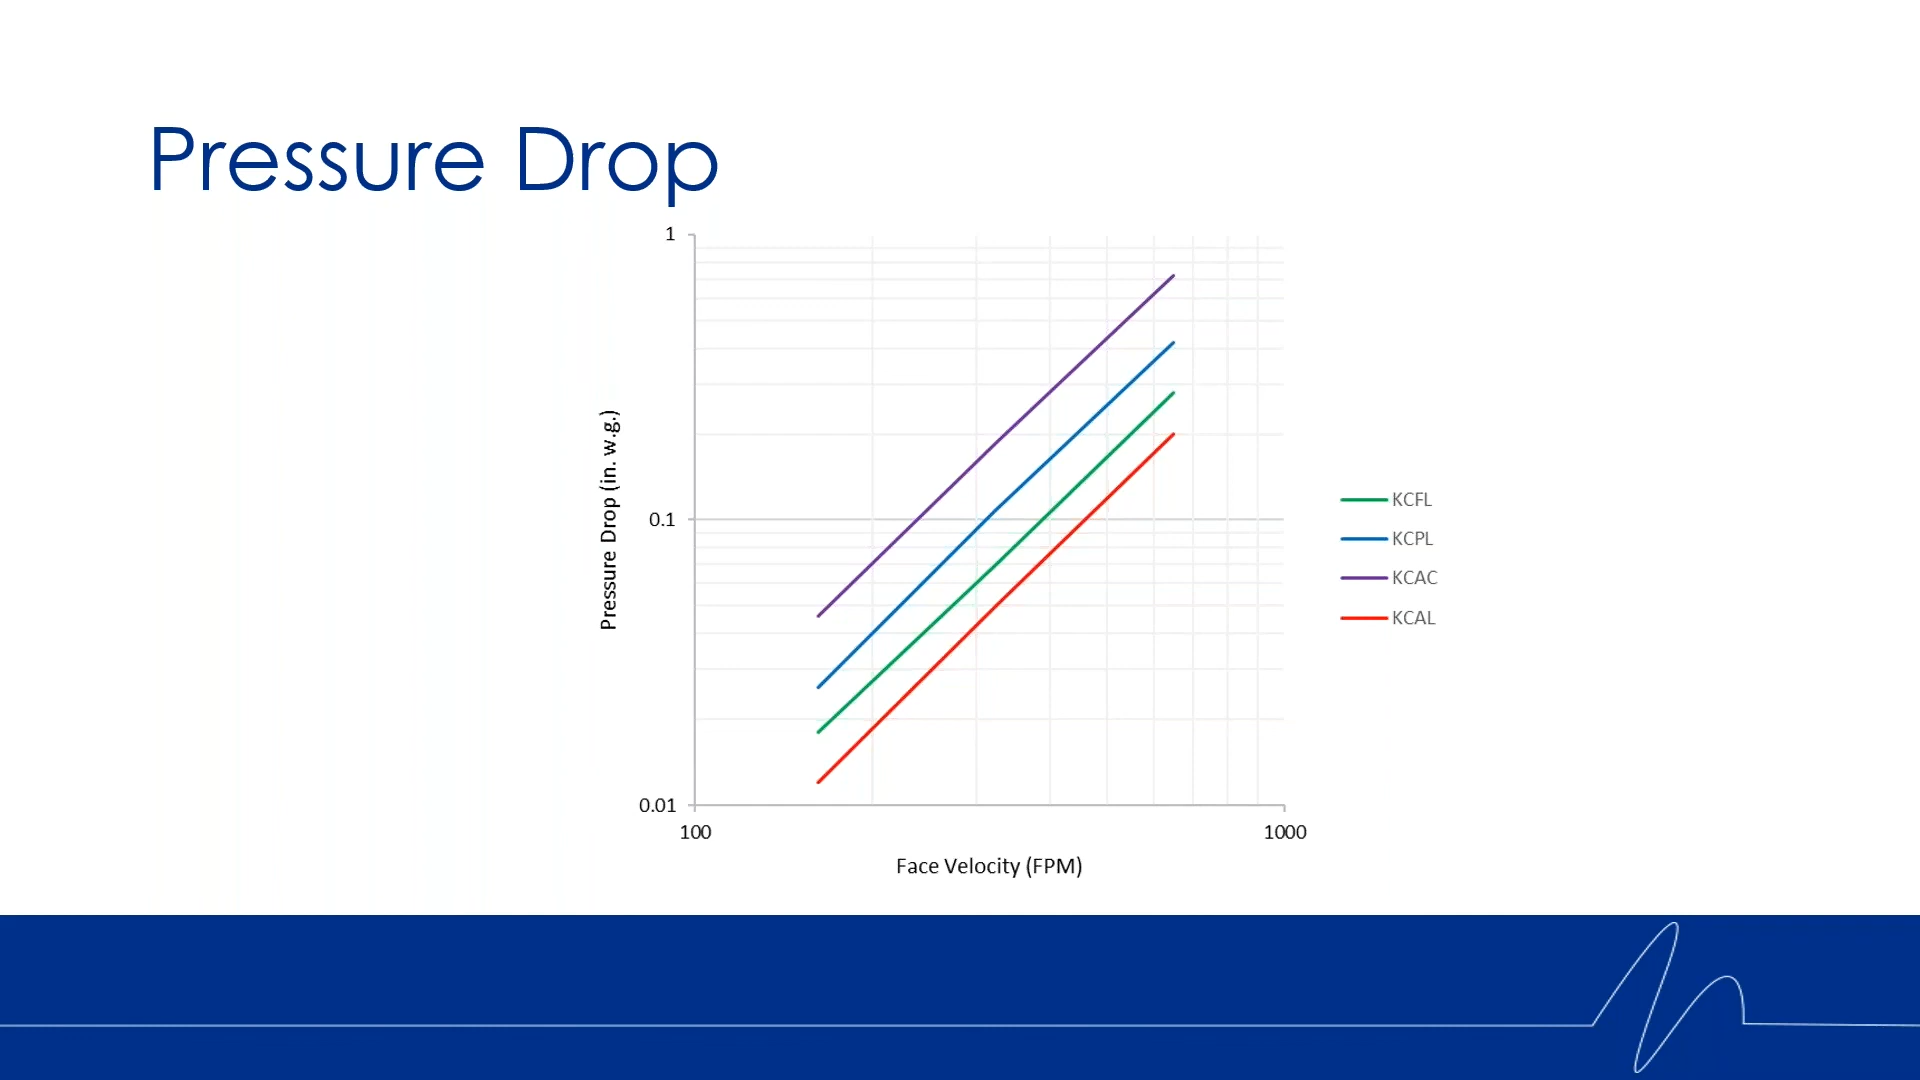 Pressure Drop
1
0.1
0.01
Pressure Drop (in. w.g.)
100
1000
Face Velocity (FPM)
KCFL
KCPL
KCAC
KCAL